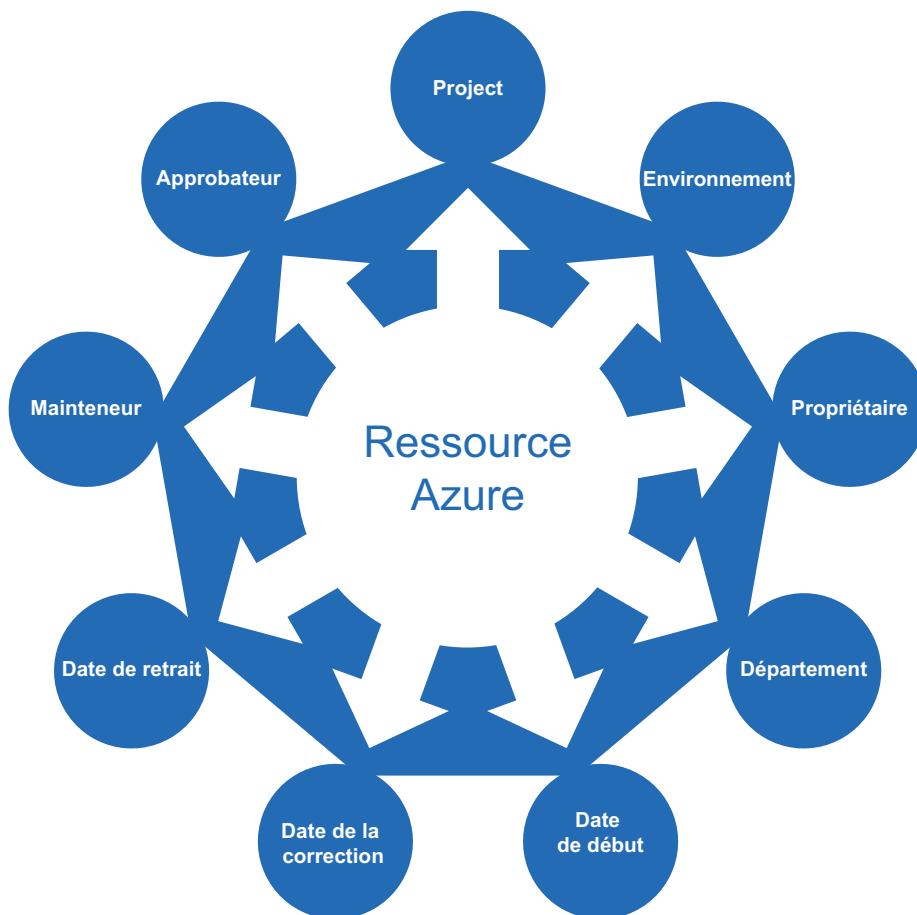 Project
Environnement
Propriétaire
Département
Date
de début
Date de la
correction
Date de retrait
Mainteneur
Approbateur
Ressource
Azure